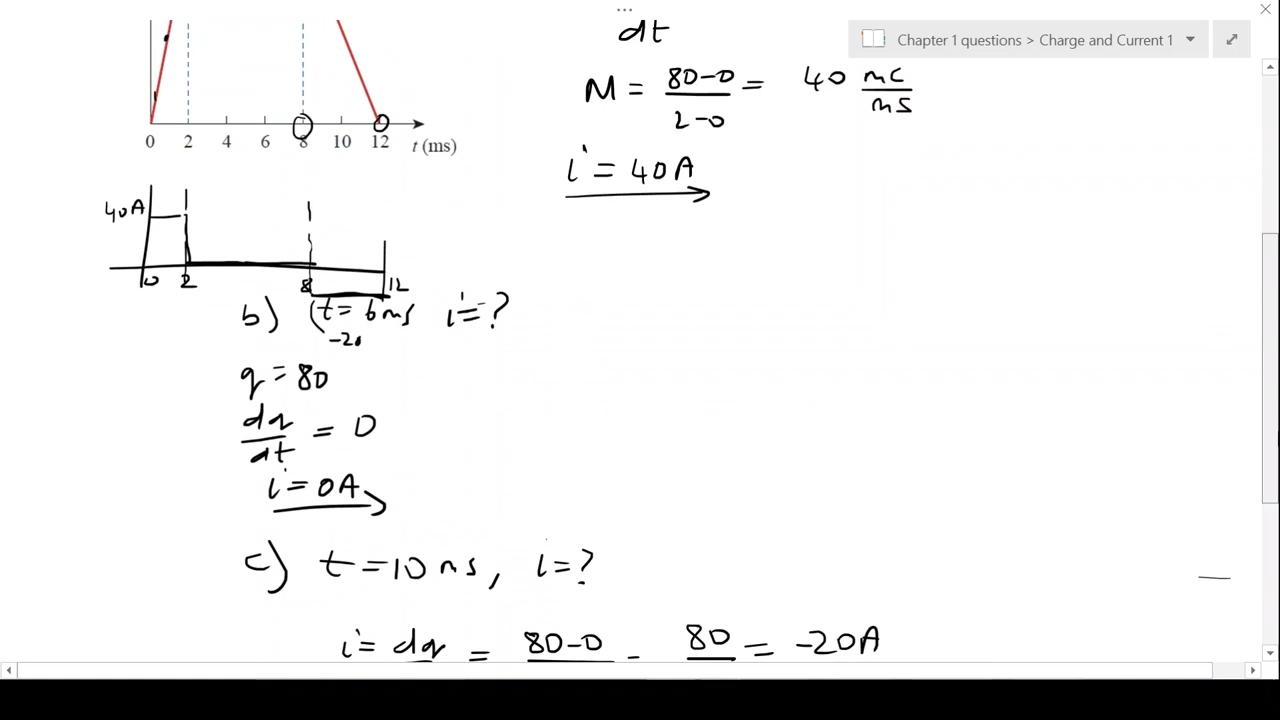 dt
Chapter 1 questions > Charge and Current 1
M = 80-0 / 2-0 = 40 mC/ms
0 2 4 6 8 10 12 t (ms)
i = 40A
40A
0 2 8 12
b) (t = 6ms i=?
-20
q = 80
dq/dt = 0
i = 0A
c) t = 10ms, i=?
i = dq = 80-0 = 80 = -20A